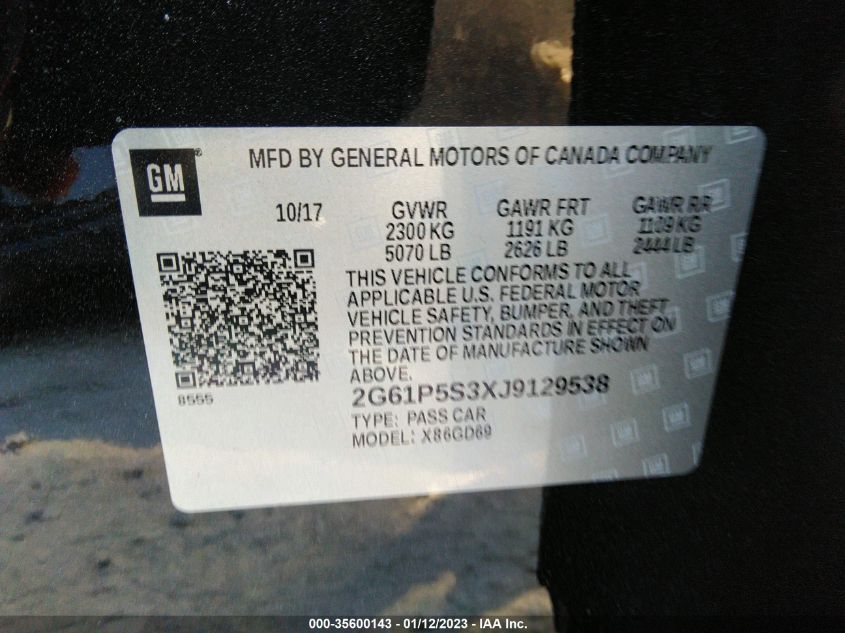 GM ®
MFD BY GENERAL MOTORS OF CANADA COMPANY
10/17 GVWR GAWR FRT GAWR RR
2300 KG 1191 KG 1109 KG
5070 LB 2626 LB 2444 LB
THIS VEHICLE CONFORMS TO ALL
APPLICABLE U.S. FEDERAL MOTOR
VEHICLE SAFETY, BUMPER, AND THEFT
PREVENTION STANDARDS IN EFFECT ON
THE DATE OF MANUFACTURE SHOWN
ABOVE.
8555
2G61P5S3XJ9129538
TYPE: PASS CAR
MODEL: X86GD69
000-35600143 - 01/12/2023 - IAA Inc.